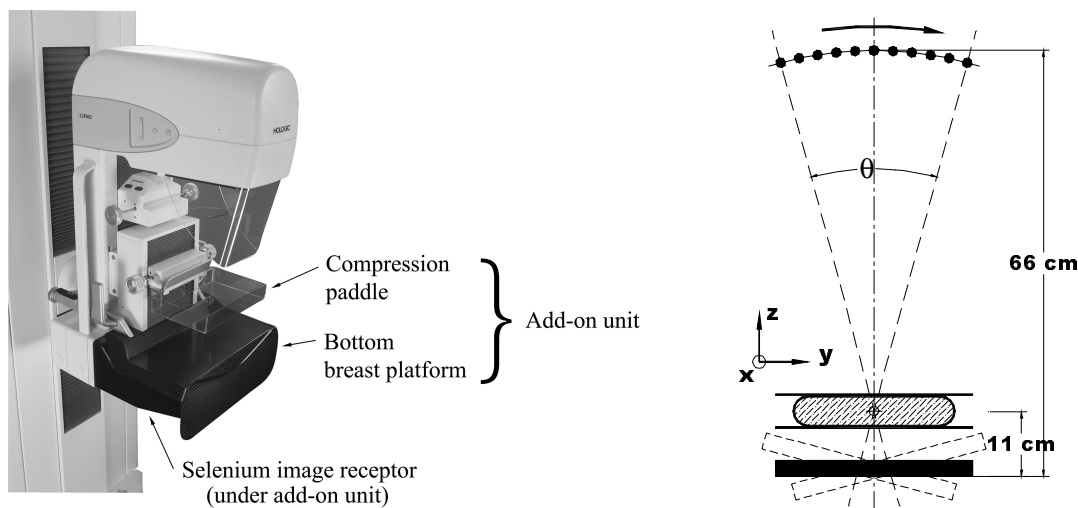 LORAD
HOLOGIC
Compression
paddle
Bottom
breast platform
Add-on unit
Selenium image receptor
(under add-on unit)
θ
66 cm
z
y
x
11 cm